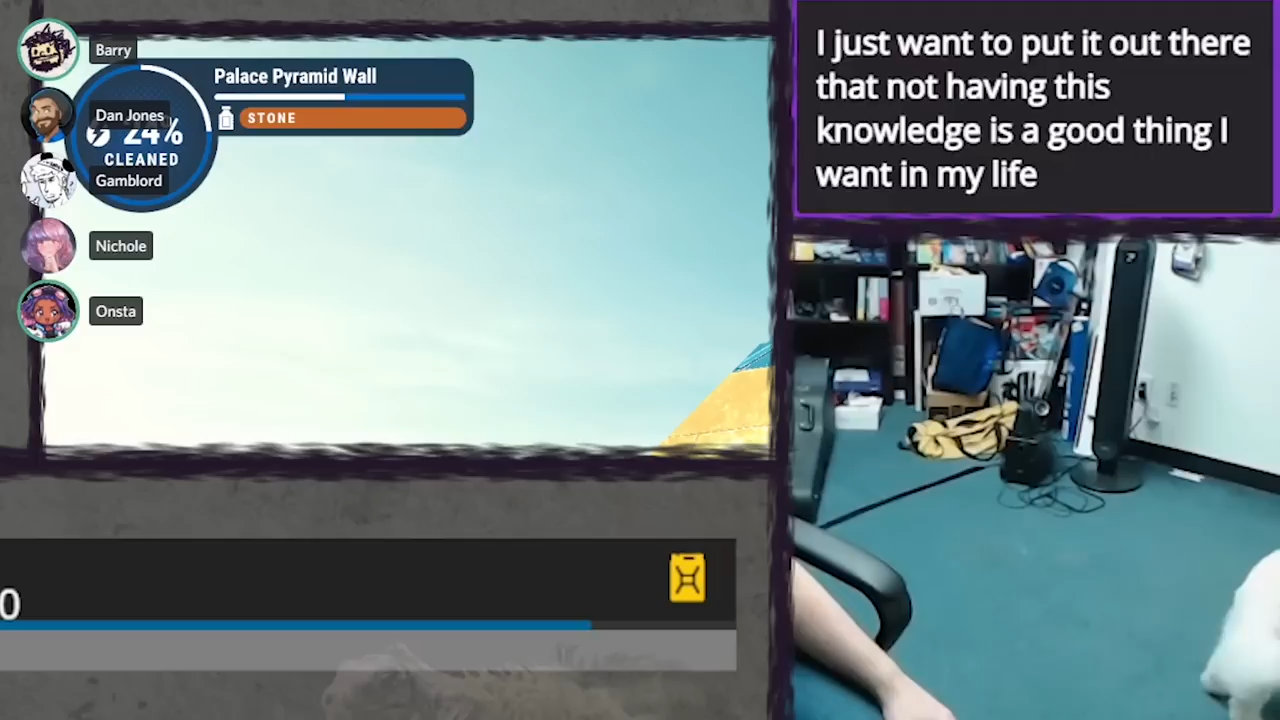 Barry
Palace Pyramid Wall
Dan Jones
24%
STONE
CLEANED
Gamblord
Nichole
Onsta
0
I just want to put it out there
that not having this
knowledge is a good thing I
want in my life